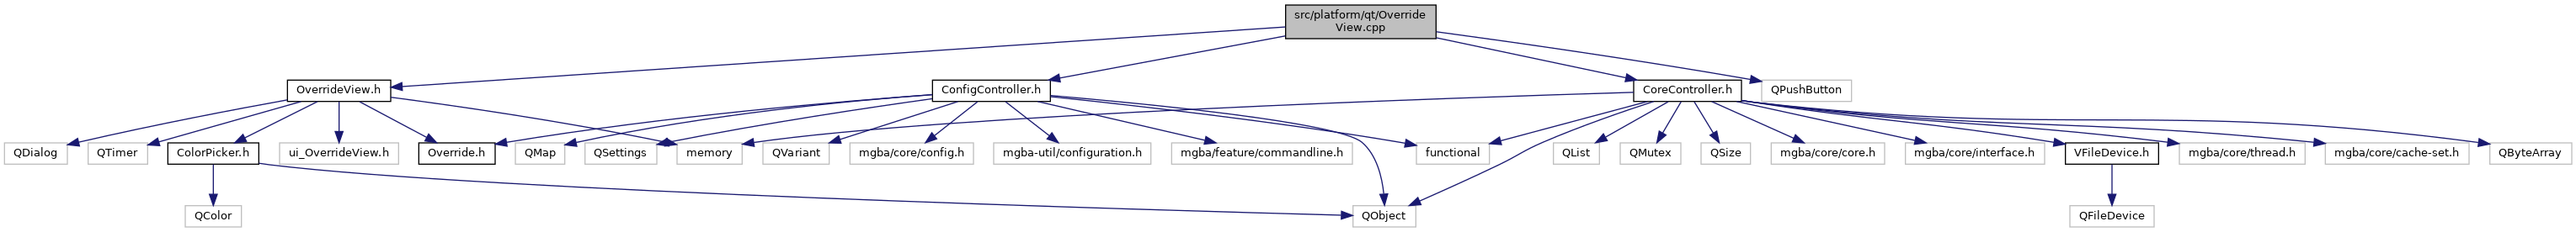 src/platform/qt/Override
View.cpp
OverrideView.h
ConfigController.h
CoreController.h
QPushButton
QDialog
QTimer
ColorPicker.h
ui_OverrideView.h
Override.h
QMap
QSettings
memory
QVariant
mgba/core/config.h
mgba-util/configuration.h
mgba/feature/commandline.h
functional
QList
QMutex
QSize
mgba/core/core.h
mgba/core/interface.h
VFileDevice.h
mgba/core/thread.h
mgba/core/cache-set.h
QByteArray
QColor
QObject
QFileDevice